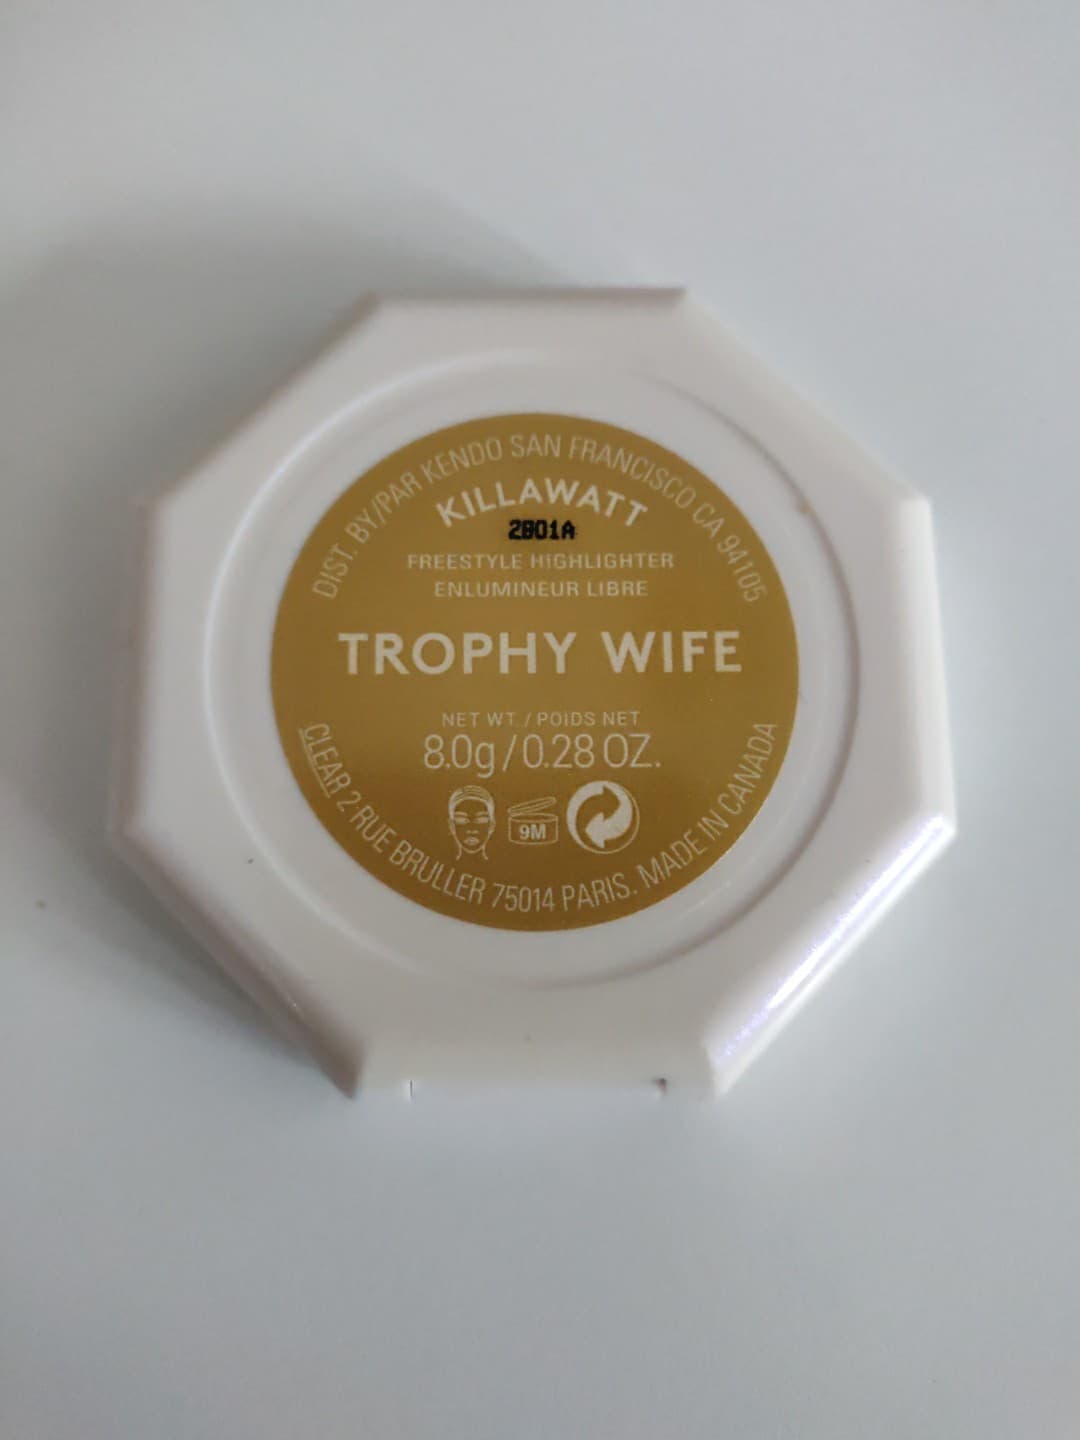 DIST. BY/PAR KENDO SAN FRANCISCO CA 94105
KILLAWATT
2801A
FREESTYLE HIGHLIGHTER
ENLUMINEUR LIBRE
TROPHY WIFE
NET WT. / POIDS NET
8.0g/0.28 OZ.
9M
CLEAR 2 RUE BRULLER 75014 PARIS. MADE IN CANADA